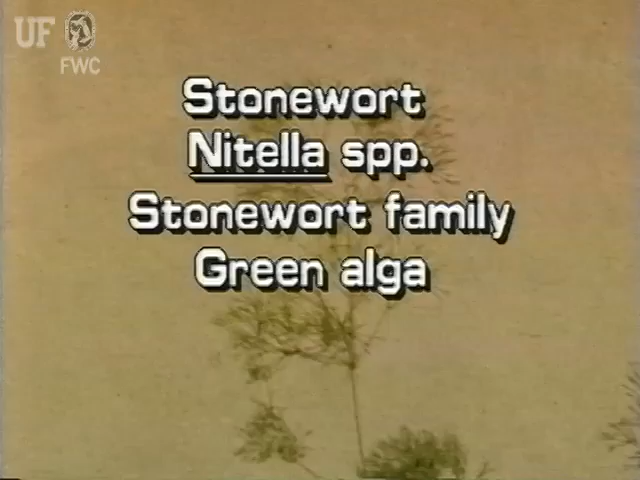 UF
FWC
Stonewort
Nitella spp.
Stonewort family
Green alga